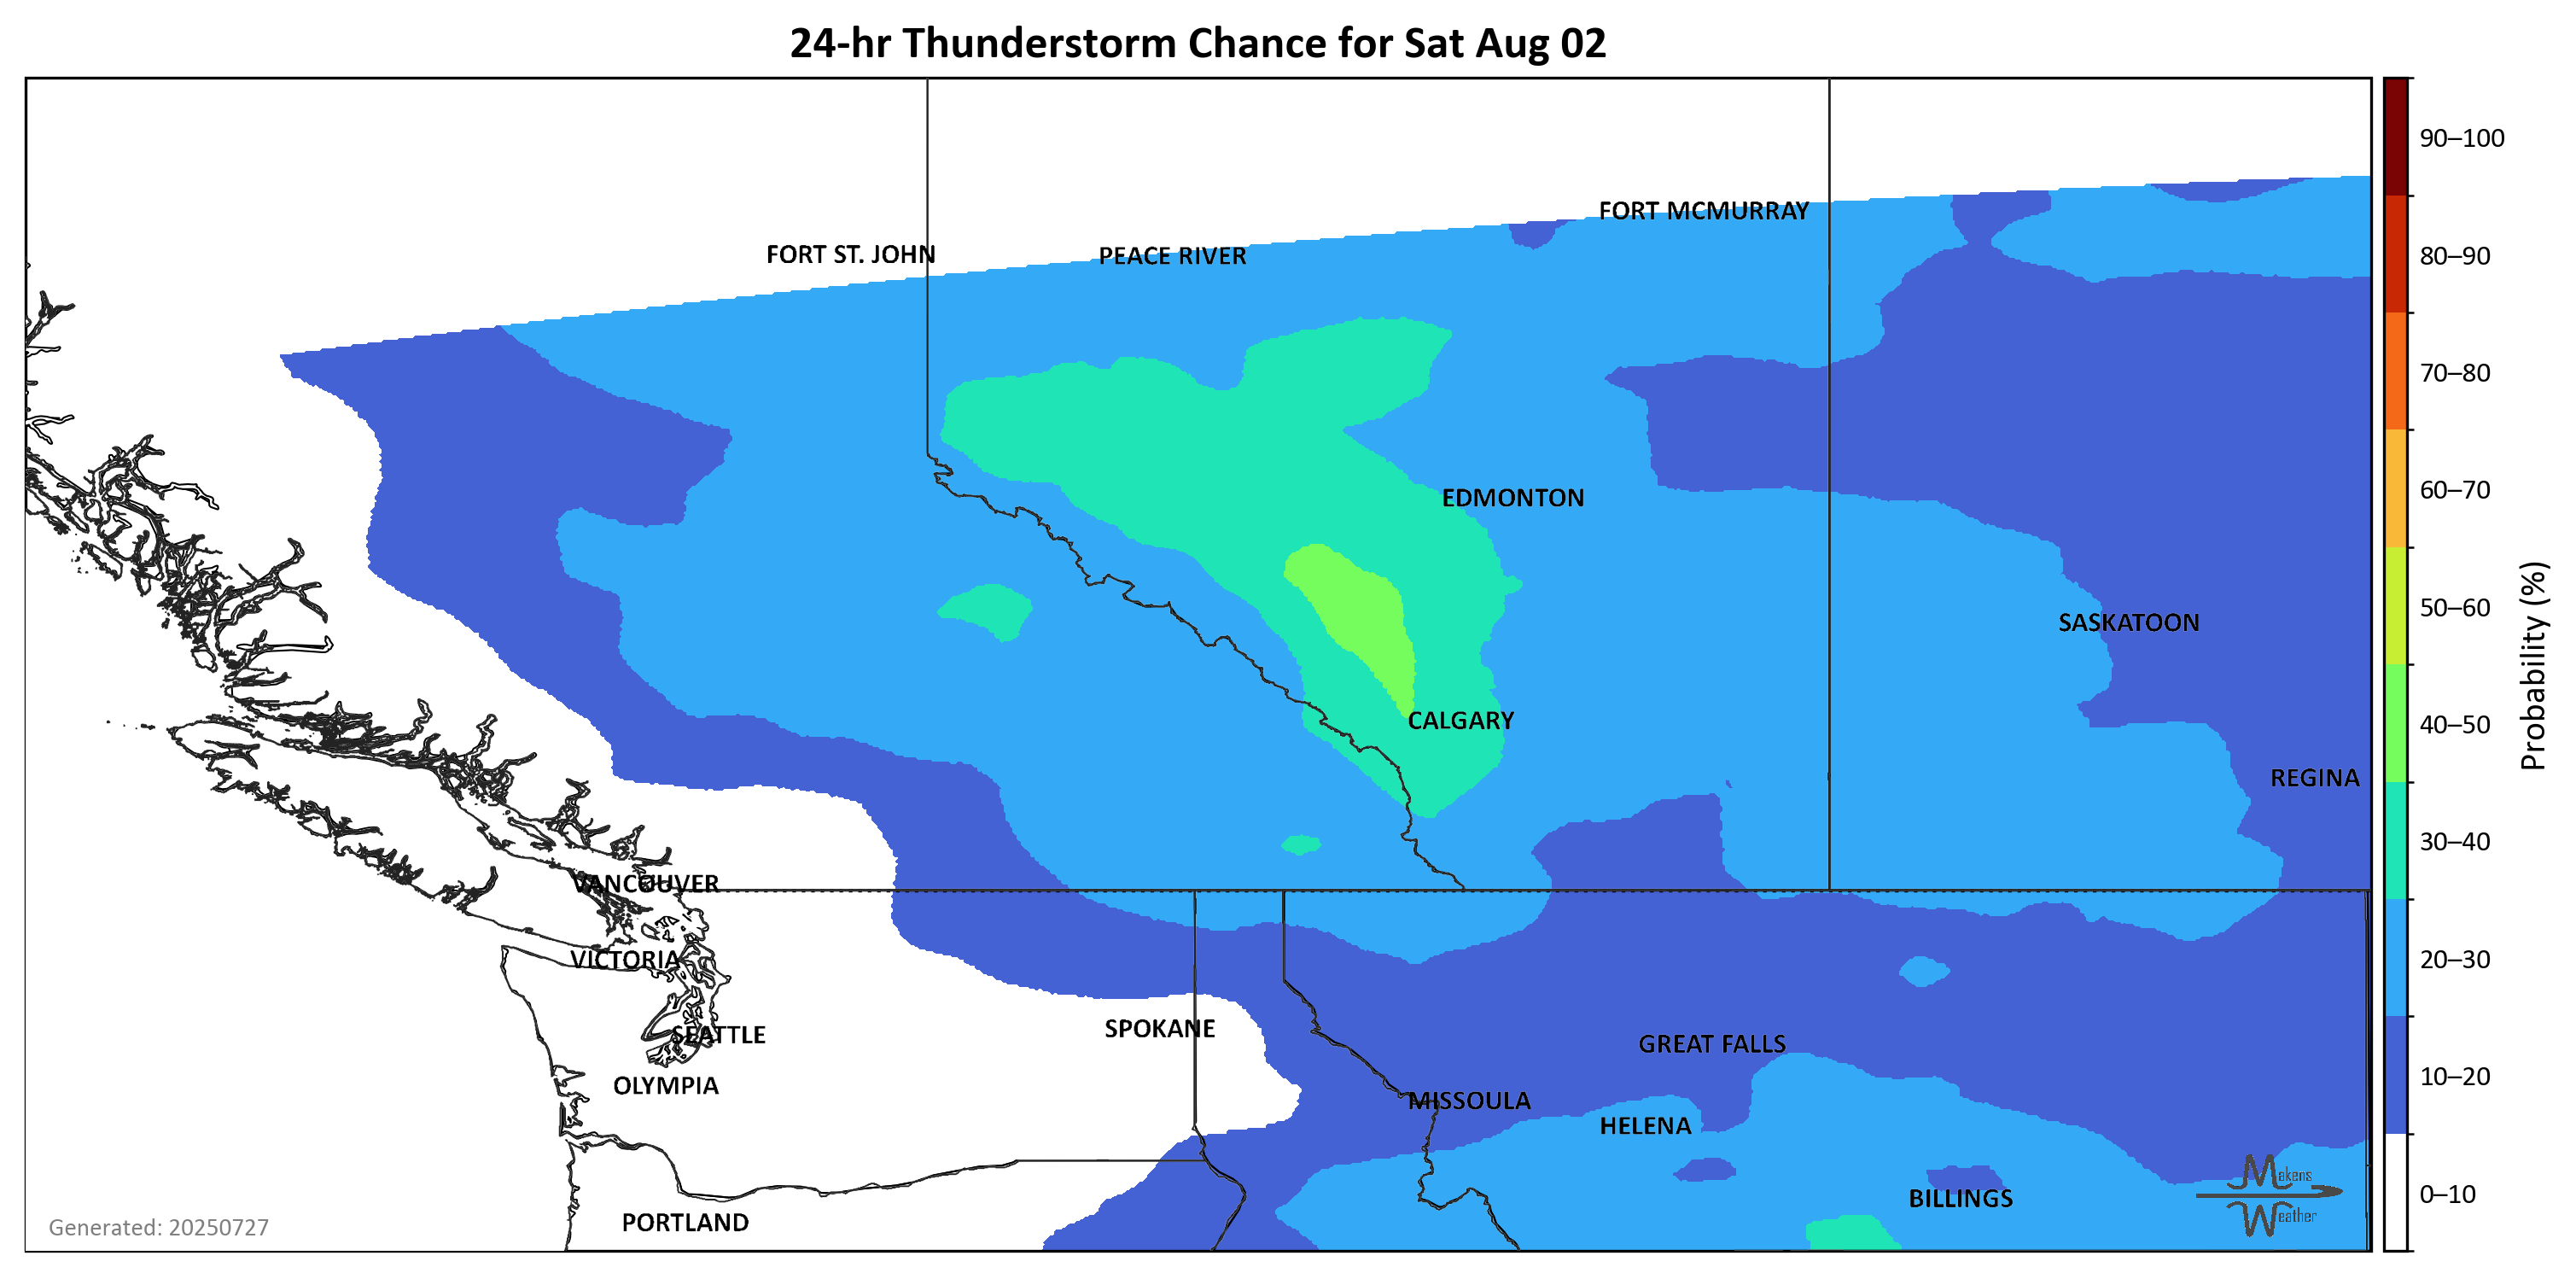 24-hr Thunderstorm Chance for Sat Aug 02
90–100
80–90
70–80
60–70
50–60
40–50
30–40
20–30
10–20
0–10
Probability (%)
FORT MCMURRAY
FORT ST. JOHN
PEACE RIVER
EDMONTON
SASKATOON
CALGARY
REGINA
VANCOUVER
VICTORIA
SEATTLE
SPOKANE
GREAT FALLS
OLYMPIA
MISSOULA
HELENA
BILLINGS
PORTLAND
Makens
Weather
Generated: 20250727